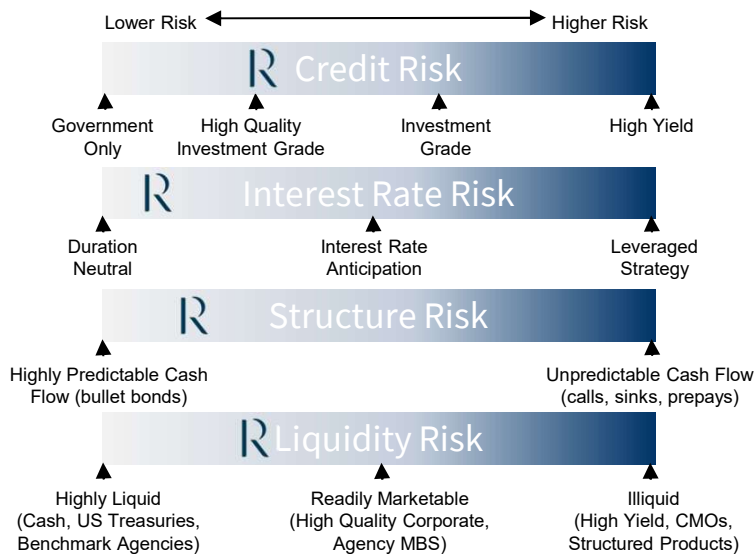 Lower Risk
Higher Risk
R Credit Risk
Government
Only
High Quality
Investment Grade
Investment
Grade
High Yield
R Interest Rate Risk
Duration
Neutral
Interest Rate
Anticipation
Leveraged
Strategy
R Structure Risk
Highly Predictable Cash
Flow (bullet bonds)
Unpredictable Cash Flow
(calls, sinks, prepays)
R Liquidity Risk
Highly Liquid
(Cash, US Treasuries,
Benchmark Agencies)
Readily Marketable
(High Quality Corporate,
Agency MBS)
Illiquid
(High Yield, CMOs,
Structured Products)